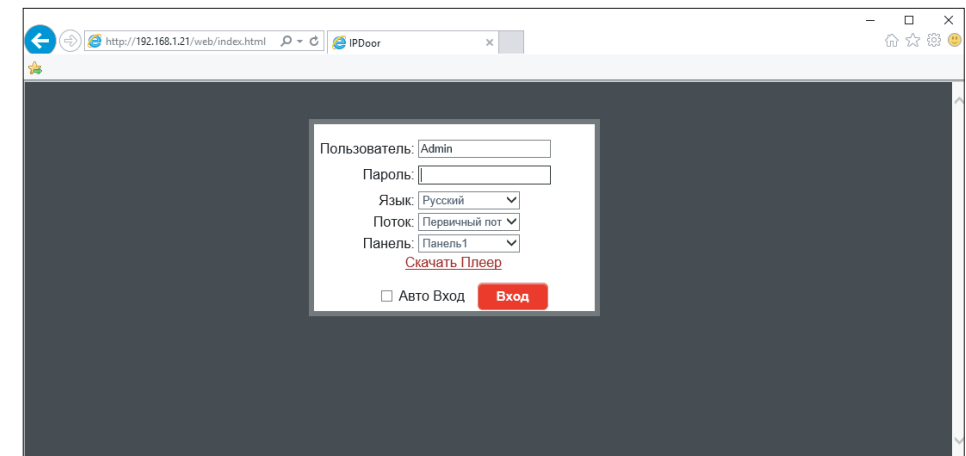 http://192.168.1.21/web/index.html
IPDoor
Пользователь: Admin
Пароль:
Язык: Русский
Поток: Первичный пот
Панель: Панель1
Скачать Плеер
Авто Вход Вход